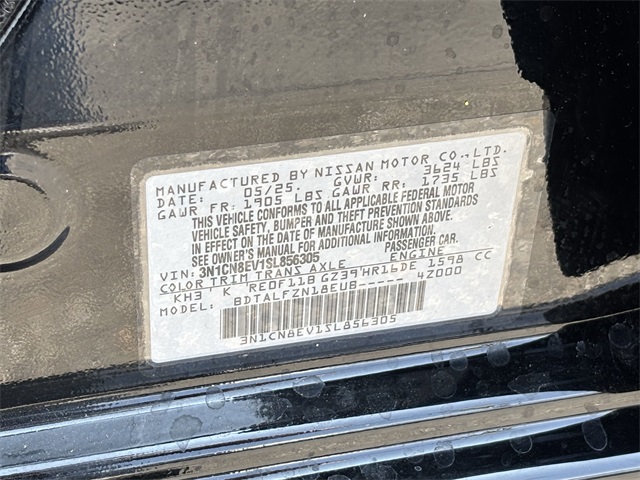 MANUFACTURED BY NISSAN MOTOR CO., LTD.
DATE: 05/25. GVWR: 3624 LBS
GAWR FR: 1905 LBS GAWR RR: 1735 LBS
THIS VEHICLE CONFORMS TO ALL APPLICABLE FEDERAL MOTOR
VEHICLE SAFETY, BUMPER, AND THEFT PREVENTION STANDARDS
IN EFFECT ON THE DATE OF MANUFACTURE SHOWN ABOVE.
SEE OWNER'S MANUAL FOR ADDITIONAL INFORMATION.
VIN: 3N1CN8EV1SL856305 PASSENGER CAR.
COLOR TRIM TRANS AXLE ENGINE
KH3 K RE0F11B GZ39 HR16DE 1598 CC
MODEL: BDTALFZN18EUB----- 4Z000
3N1CN8EV1SL856305